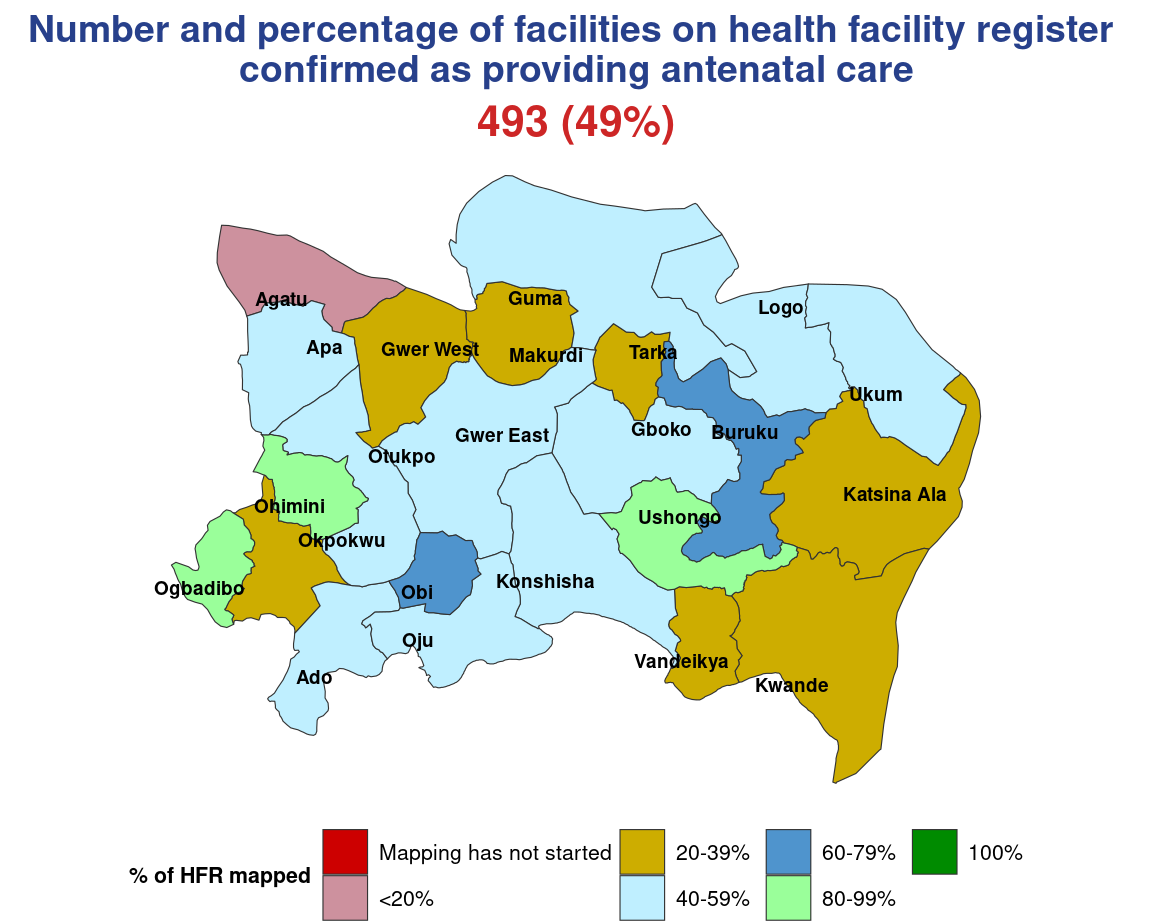 Number and percentage of facilities on health facility register
confirmed as providing antenatal care
493 (49%)
Agatu
Guma
Logo
Apa
Gwer West
Makurdi
Tarka
Ukum
Gwer East
Gboko
Buruku
Otukpo
Katsina Ala
Ohimini
Ushongo
Okpokwu
Ogbadibo
Obi
Konshisha
Oju
Vandeikya
Ado
Kwande
% of HFR mapped
Mapping has not started
<20%
20-39%
40-59%
60-79%
80-99%
100%